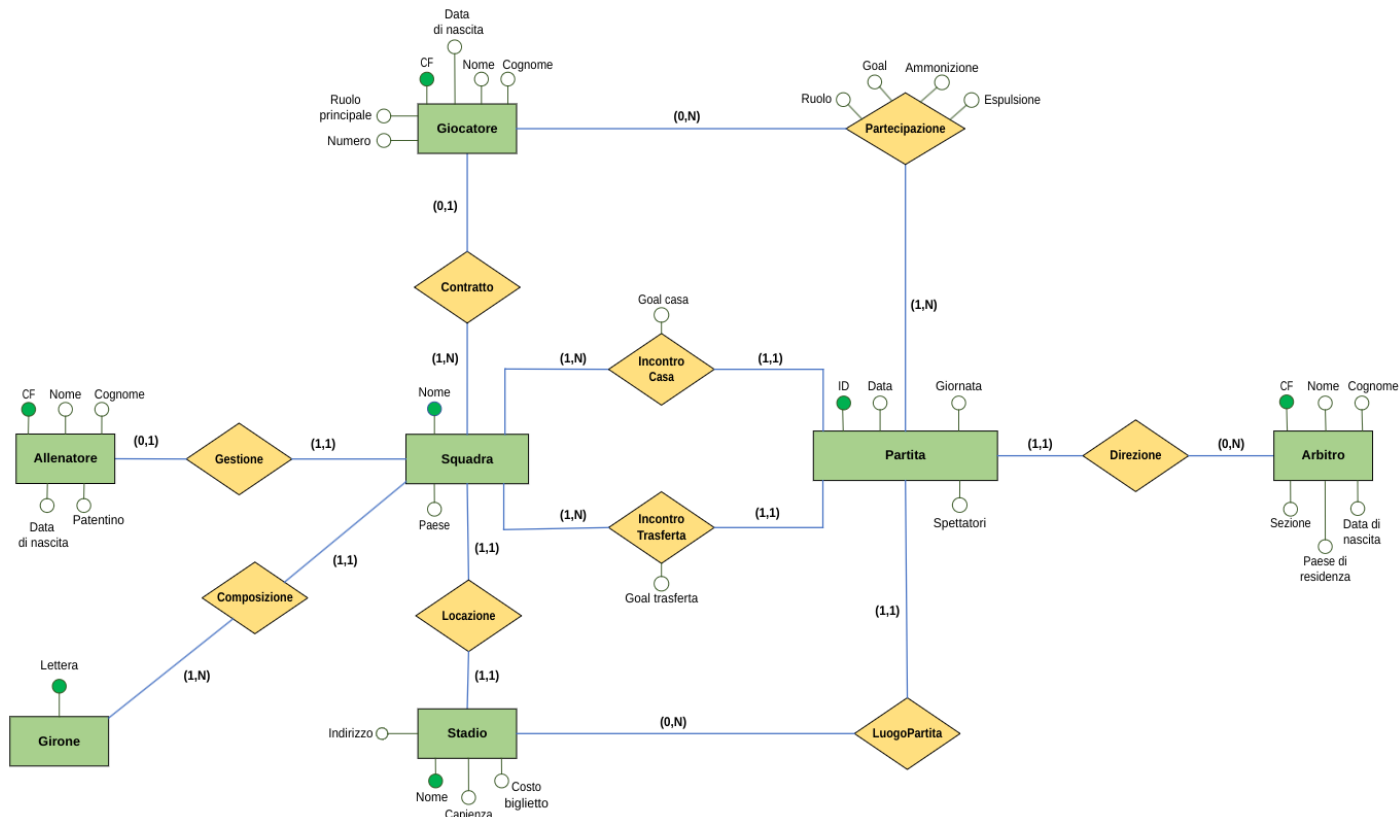 Data
di nascita
CF
Nome
Cognome
Ruolo
principale
Numero
Giocatore
(0,N)
Goal
Ammonizione
Ruolo
Espulsione
Partecipazione
(0,1)
Contratto
(1,N)
(1,N)
Goal casa
(1,N)
Incontro
Casa
(1,1)
CF
Nome
Cognome
Allenatore
Data
di nascita
Patentino
(0,1)
Gestione
(1,1)
Nome
Squadra
Paese
ID
Data
Giornata
Partita
Spettatori
(1,1)
Direzione
(0,N)
CF
Nome
Cognome
Arbitro
Sezione
Data di
nascita
Paese di
residenza
(1,N)
Incontro
Trasferta
(1,1)
Goal trasferta
(1,1)
Composizione
(1,N)
Lettera
Girone
(1,1)
Locazione
(1,1)
(1,1)
Indirizzo
Stadio
Nome
Capienza
Costo
biglietto
(0,N)
LuogoPartita